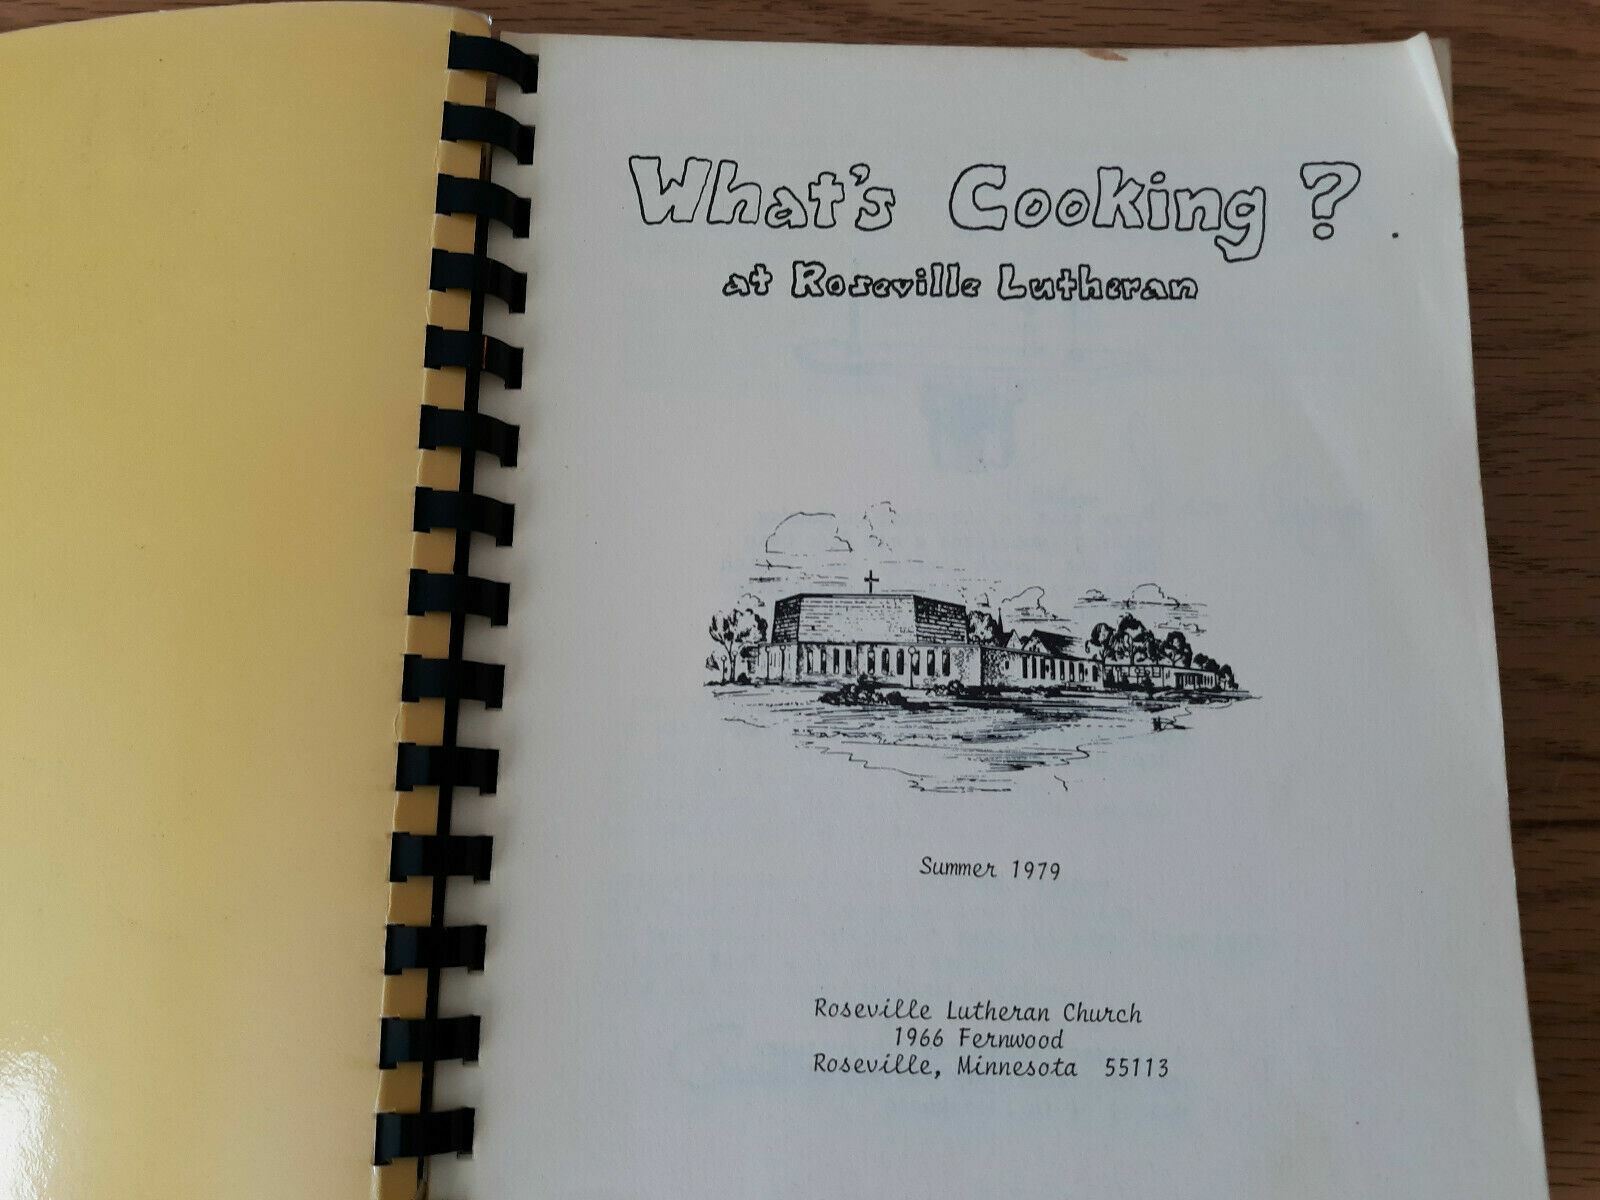 What's Cooking?
at Roseville Lutheran
Summer 1979
Roseville Lutheran Church
1966 Fernwood
Roseville, Minnesota 55113